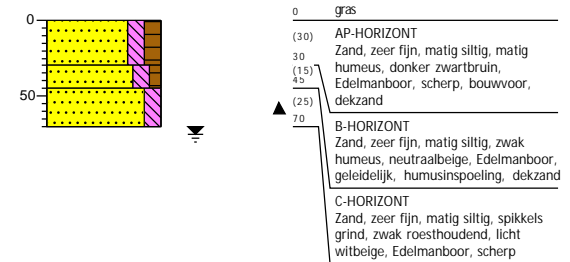 0
50
0 gras
(30)
30
(15)
45
(25)
70
AP-HORIZONT
Zand, zeer fijn, matig siltig, matig
humeus, donker zwartbruin,
Edelmanboor, scherp, bouwvoor,
dekzand
B-HORIZONT
Zand, zeer fijn, matig siltig, zwak
humeus, neutraalbeige, Edelmanboor,
geleidelijk, humusinspoeling, dekzand
C-HORIZONT
Zand, zeer fijn, matig siltig, spikkels
grind, zwak roesthoudend, licht
witbeige, Edelmanboor, scherp